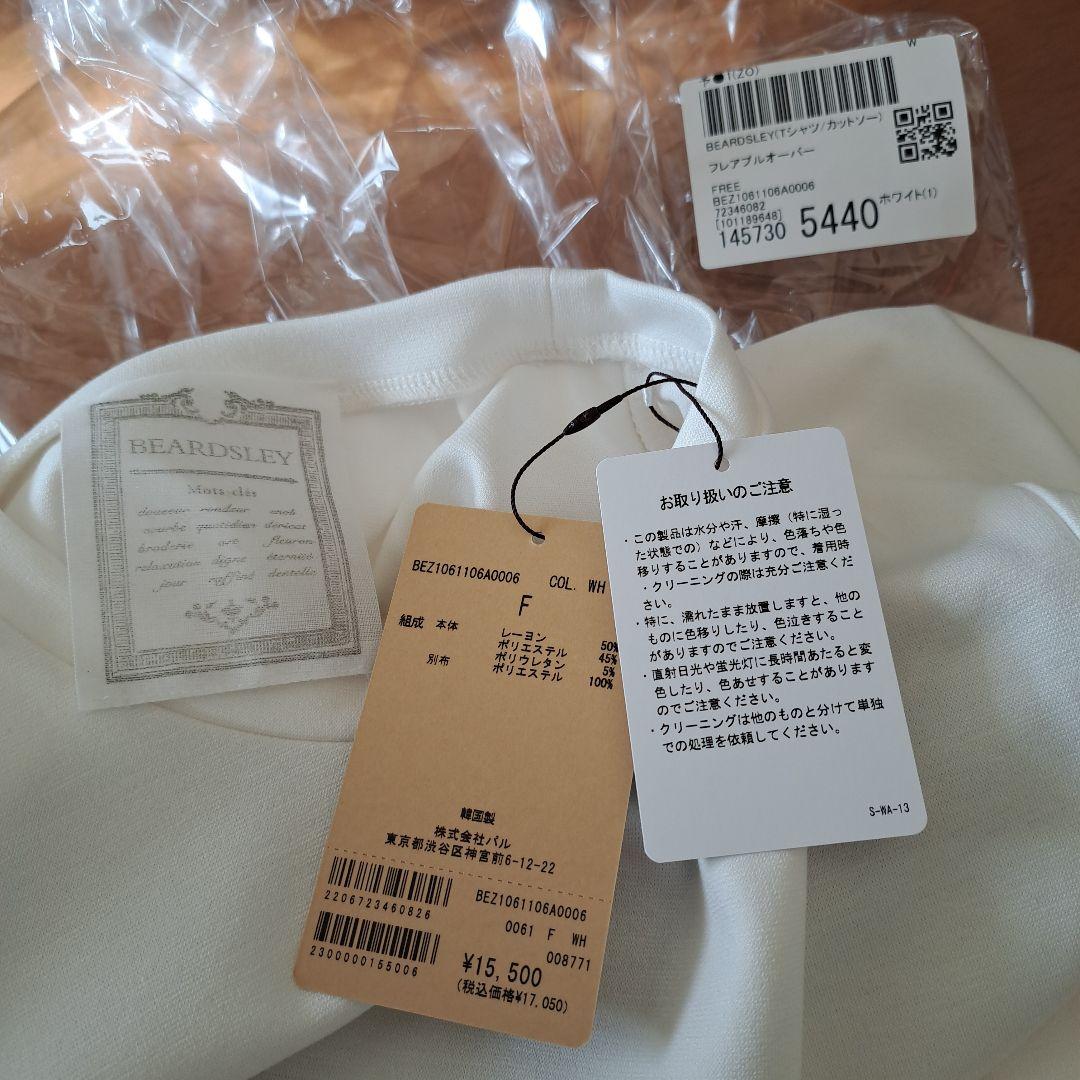 W
BEARDSLEY(Tシャツ/カットソー)
フレアプルオーバー
FREE
BEZ1061106A0006
72346082
[101189648]
ホワイト(1)
145730 5440
BEARDSLEY
Mots-clés
douceur rondeur mot
quotidien
broderie art fleuron
relaxation digne éternité
jour raffiné dentelle
BEZ1061106A0006 COL. WH
F
組成 本体 レーヨン 50%
ポリエステル 45%
ポリウレタン 5%
別布 ポリエステル 100%
韓国製
株式会社パル
東京都渋谷区神宮前6-12-22
2206723460826
BEZ1061106A0006
0061 F WH
008771
2300000155006
¥15,500
(税込価格¥17,050)
お取り扱いのご注意
・この製品は水分や汗、摩擦（特に湿っ
た状態での）などにより、色落ちや色
移りすることがありますので、着用時
・クリーニングの際は充分ご注意くだ
さい。
・特に、濡れたまま放置しますと、他の
ものに色移りしたり、色泣きすること
がありますのでご注意ください。
・直射日光や蛍光灯に長時間あたると変
色したり、色あせすることがあります
のでご注意ください。
・クリーニングは他のものと分けて単独
での処理を依頼してください。
S-WA-13